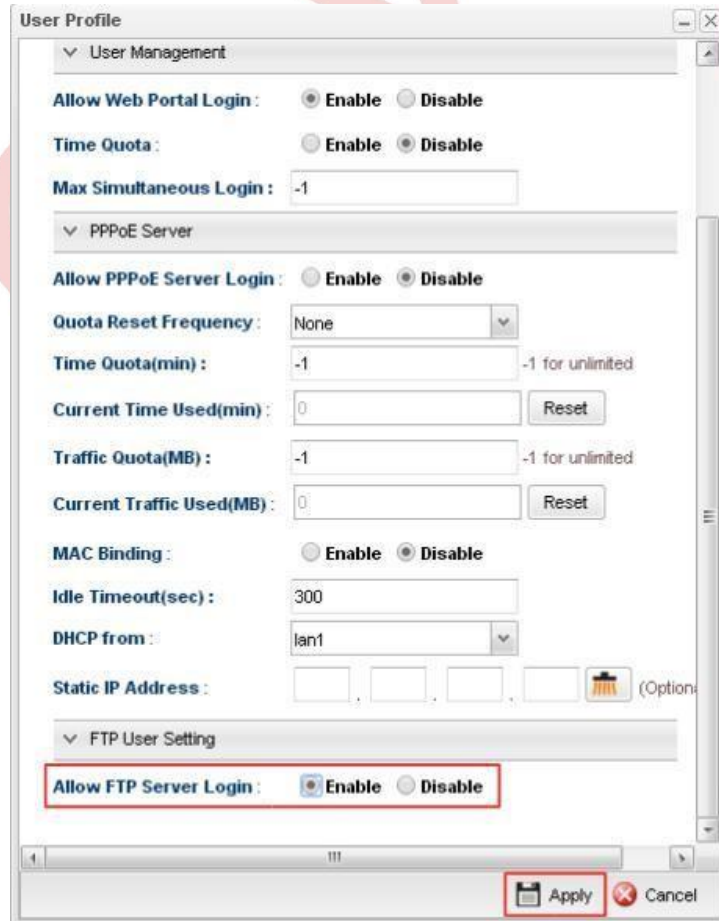 User Profile
User Management
Allow Web Portal Login : Enable Disable
Time Quota : Enable Disable
Max Simultaneous Login : -1
PPPoE Server
Allow PPPoE Server Login : Enable Disable
Quota Reset Frequency : None
Time Quota(min) : -1 -1 for unlimited
Current Time Used(min) : 0 Reset
Traffic Quota(MB) : -1 -1 for unlimited
Current Traffic Used(MB) : 0 Reset
MAC Binding : Enable Disable
Idle Timeout(sec) : 300
DHCP from : lan1
Static IP Address : . . . (Optiona
FTP User Setting
Allow FTP Server Login : Enable Disable
Apply Cancel